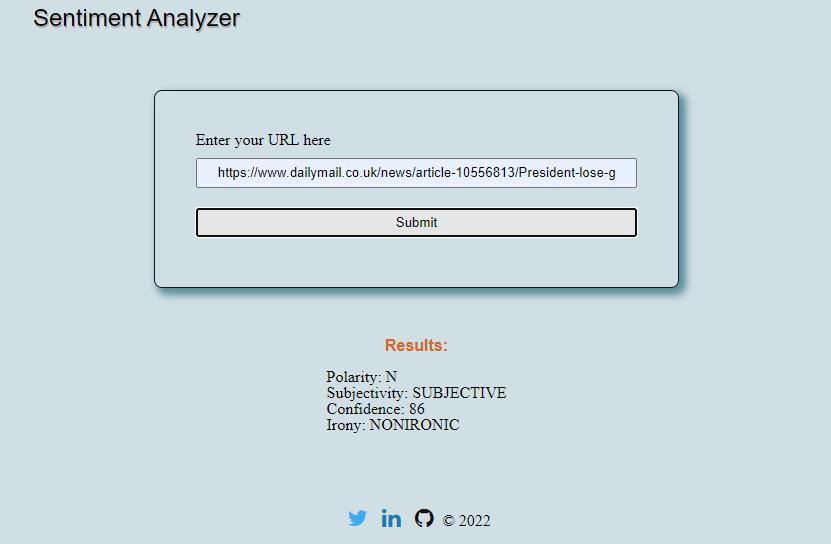 Sentiment Analyzer
Enter your URL here
https://www.dailymail.co.uk/news/article-10556813/President-lose-g
Submit
Results:
Polarity: N
Subjectivity: SUBJECTIVE
Confidence: 86
Irony: NONIRONIC
© 2022